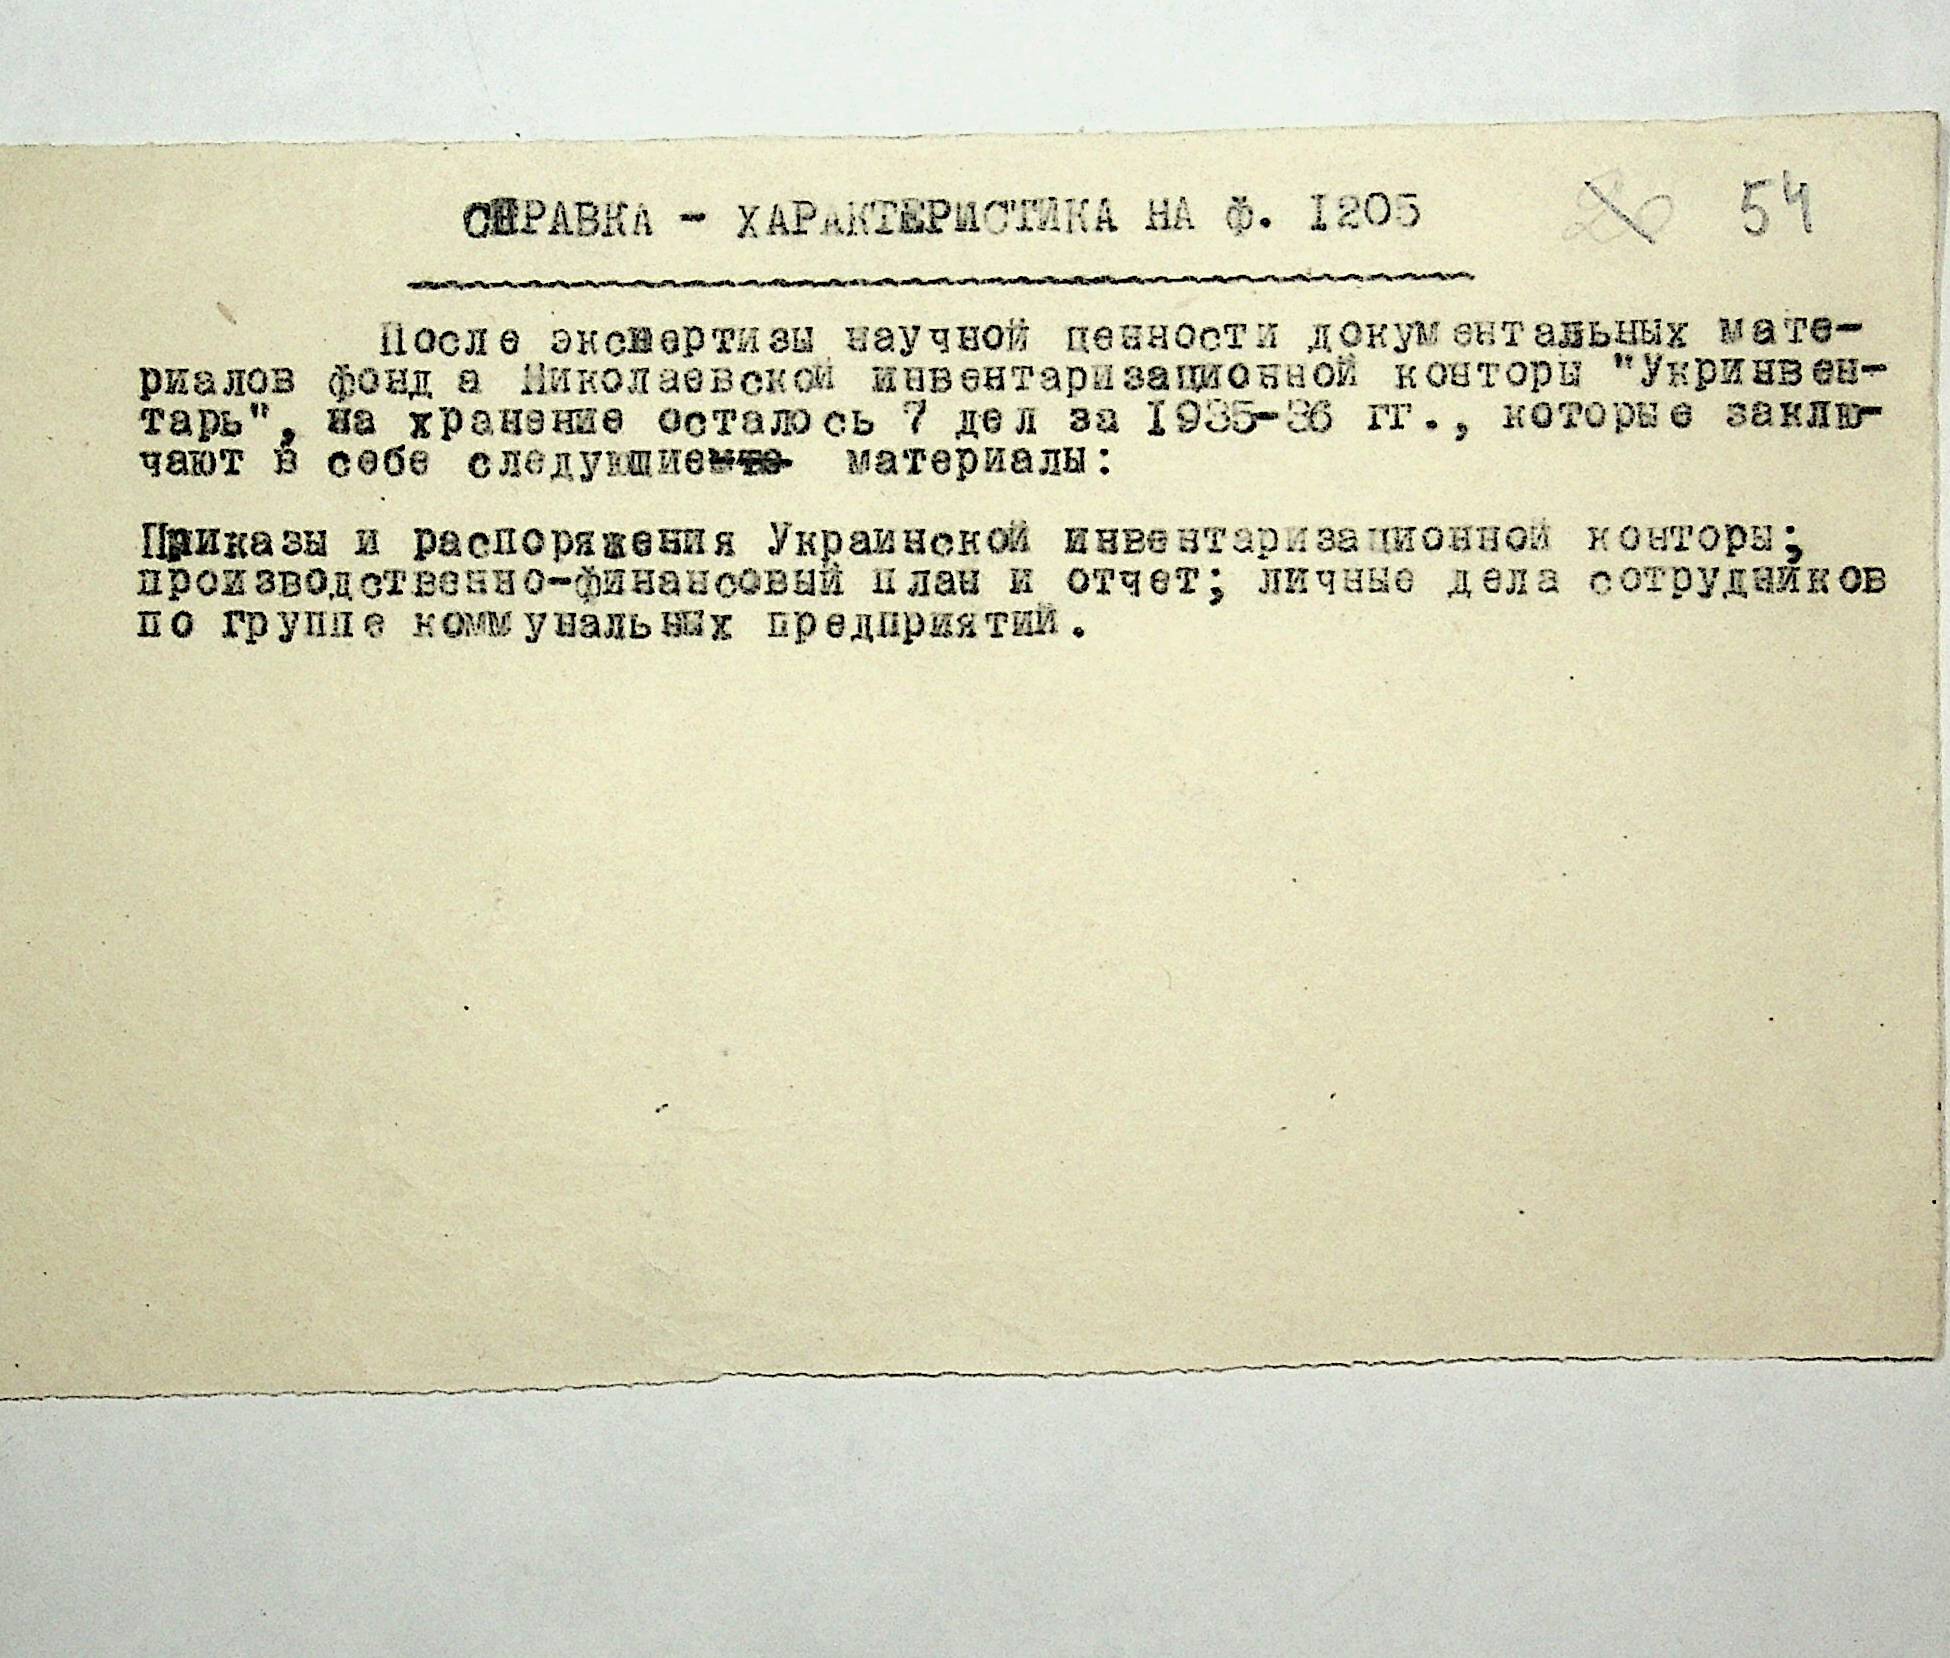 СПРАВКА - ХАРАКТЕРИСТИКА НА ф. 1205
54
После экспертизы научной ценности документальных мате-
риалов фонда Николаевской инвентаризационной конторы "Укринвен-
тарь", на хранение осталось 7 дел за 1935-36 гг., которые заклю-
чают в себе следующие материалы:
Приказы и распоряжения Украинской инвентаризационной конторы;
производственно-финансовый план и отчет; личные дела сотрудников
по группе коммунальных предприятий.